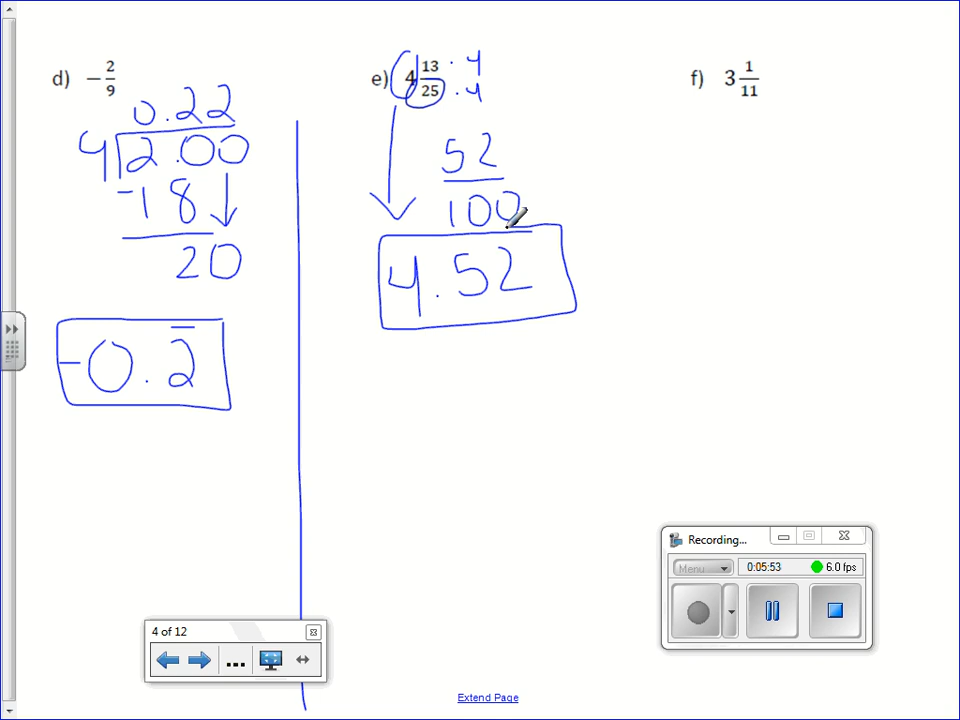 d) −2/9
0.22
9 2.00
−18
20
−0.2̅
e) 4 13/25 · 4 · 4
52/100
4.52
f) 3 1/11
Recording...
Menu
0:05:53
6.0 fps
4 of 12
...
Extend Page